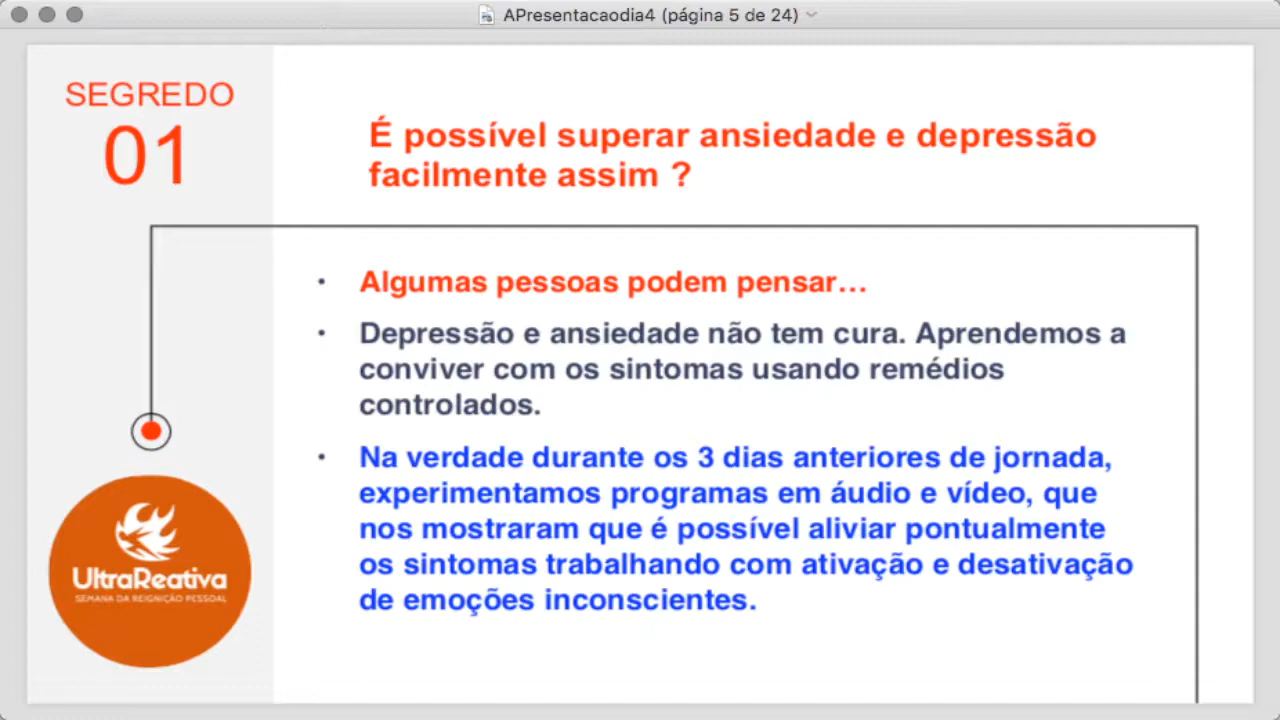 APresentacaodia4 (página 5 de 24)
SEGREDO
01
É possível superar ansiedade e depressão
facilmente assim ?
• Algumas pessoas podem pensar...
• Depressão e ansiedade não tem cura. Aprendemos a
conviver com os sintomas usando remédios
controlados.
• Na verdade durante os 3 dias anteriores de jornada,
experimentamos programas em áudio e vídeo, que
nos mostraram que é possível aliviar pontualmente
os sintomas trabalhando com ativação e desativação
de emoções inconscientes.
UltraReativa
SEMANA DA REIGNIÇÃO PESSOAL